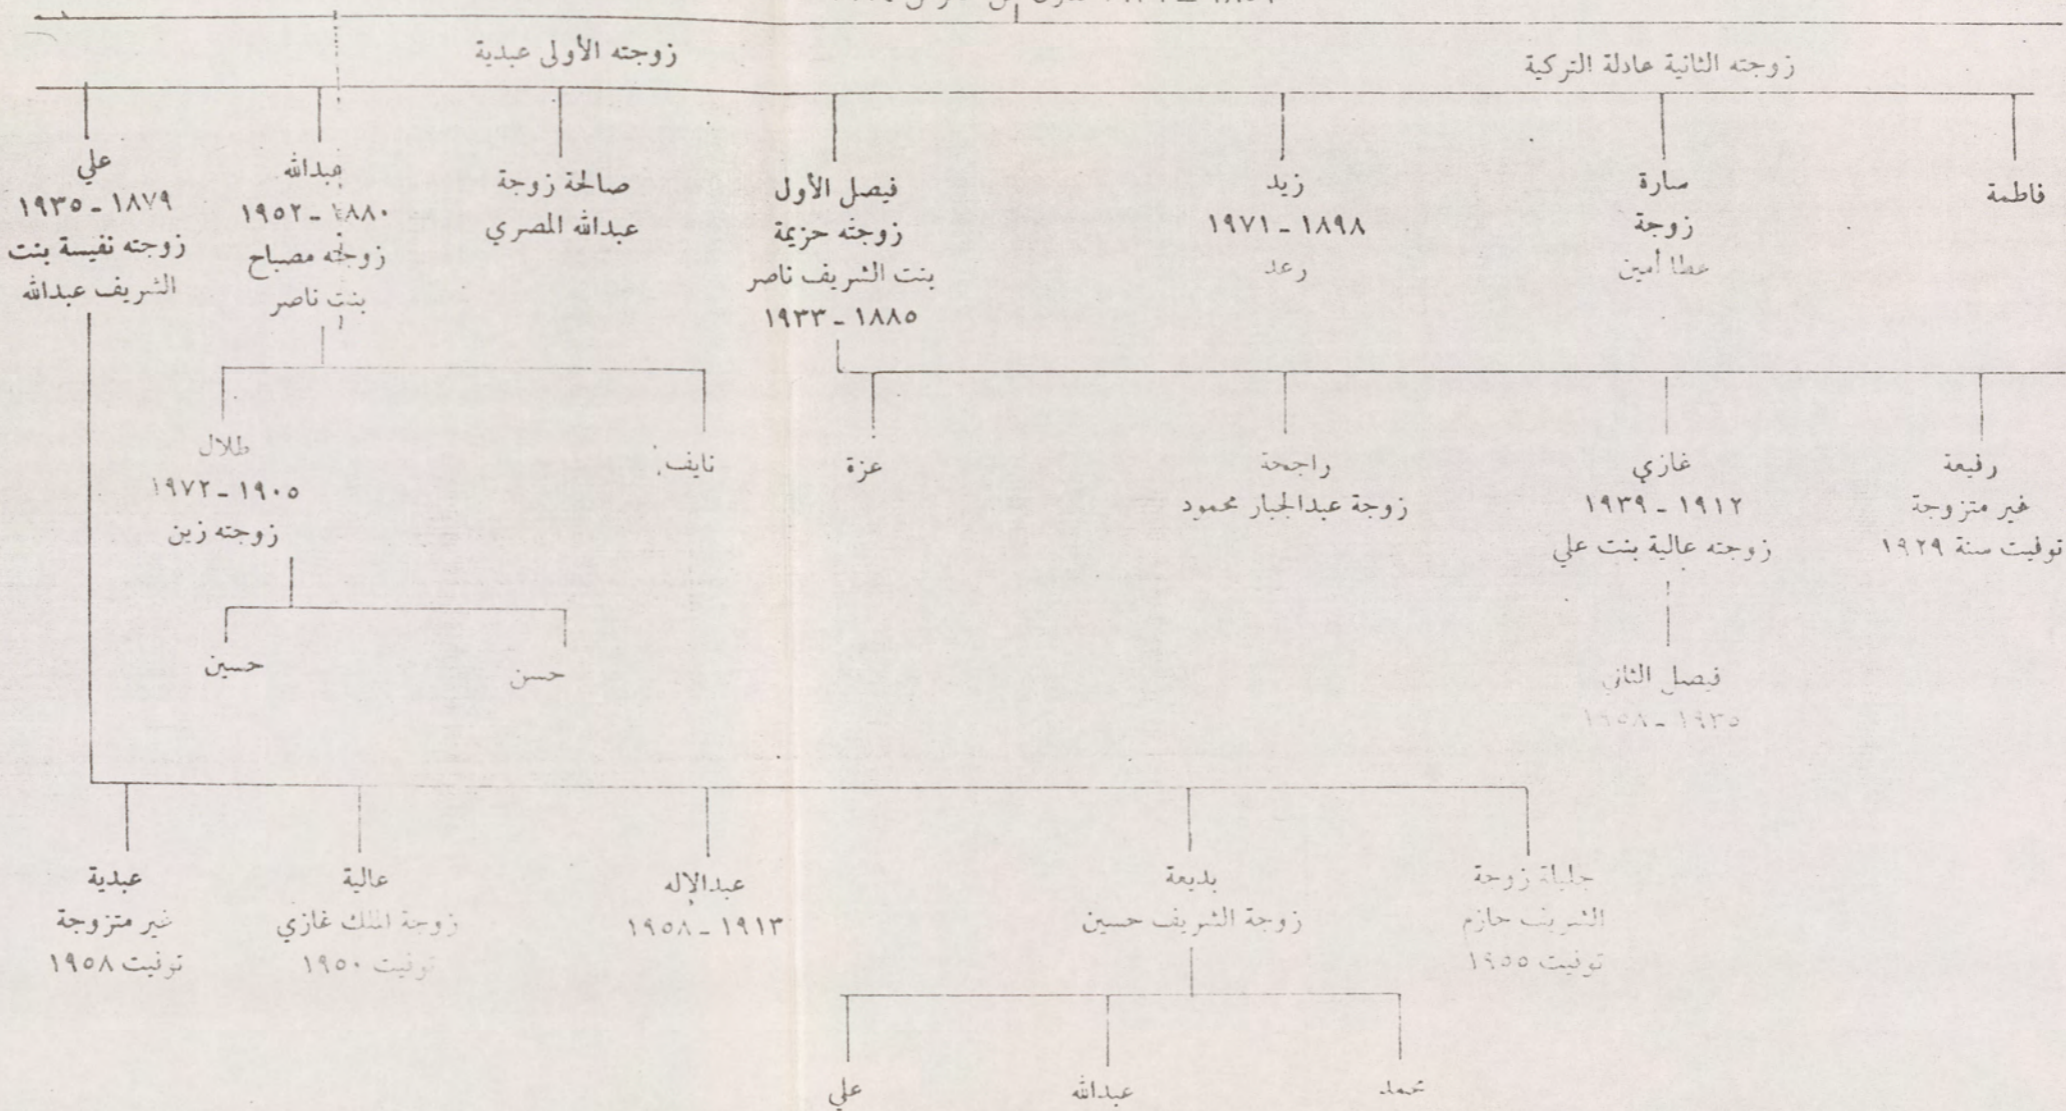 زوجته الأولى عبدية
زوجته الثانية عادلة التركية
علي
١٨٧٩ - ١٩٣٥
زوجته نفيسة بنت
الشريف عبدالله
عبدالله
١٨٨٠ - ١٩٥٢
زوجته مصباح
بنت ناصر
صالحة زوجة
عبدالله المصري
فيصل الأول
زوجته حزيمة
بنت الشريف ناصر
١٨٨٥ - ١٩٣٣
زيد
١٨٩٨ - ١٩٧١
رعد
سارة
زوجة
عطا أمين
فاطمة
طلال
١٩٠٥ - ١٩٧٢
زوجته زين
نايف
عزة
راجحة
زوجة عبدالجبار محمود
غازي
١٩١٢ - ١٩٣٩
زوجته عالية بنت علي
رفيعة
غير متزوجة
توفيت سنة ١٩٢٩
حسين
حسن
فيصل الثاني
١٩٣٥ - ١٩٥٨
عبدية
غير متزوجة
توفيت ١٩٥٨
عالية
زوجة الملك غازي
توفيت ١٩٥٠
عبدالإله
١٩١٣ - ١٩٥٨
بديعة
زوجة الشريف حسين
جليلة زوجة
الشريف حازم
توفيت ١٩٥٥
علي
عبدالله
محمد